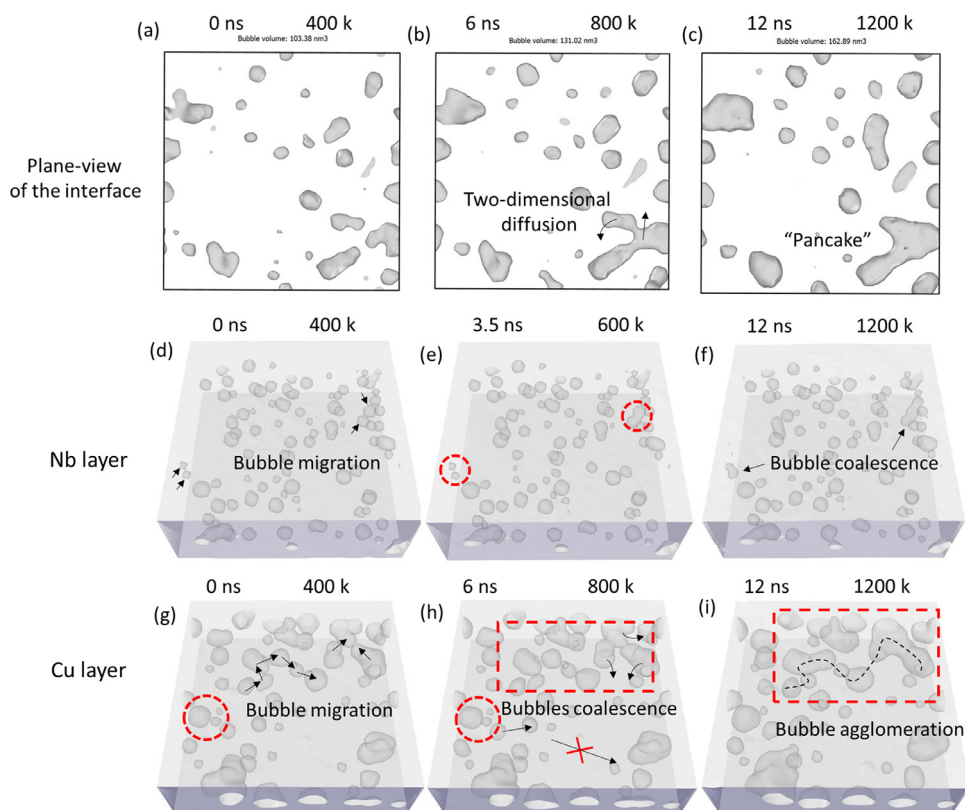 0 ns 400 k 6 ns 800 k 12 ns 1200 k
(a) Bubble volume: 103.38 nm3 (b) Bubble volume: 131.02 nm3 (c) Bubble volume: 162.89 nm3
Plane-view
of the interface
Two-dimensional
diffusion
“Pancake”
0 ns 400 k 3.5 ns 600 k 12 ns 1200 k
(d) (e) (f)
Nb layer
Bubble migration
Bubble coalescence
0 ns 400 k 6 ns 800 k 12 ns 1200 k
(g) (h) (i)
Cu layer
Bubble migration
Bubbles coalescence
Bubble agglomeration